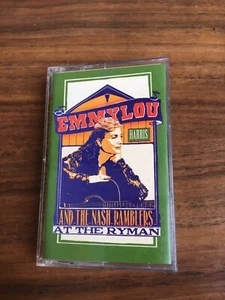 EMMYLOU
HARRIS
AND THE NASH RAMBLERS
AT THE RYMAN